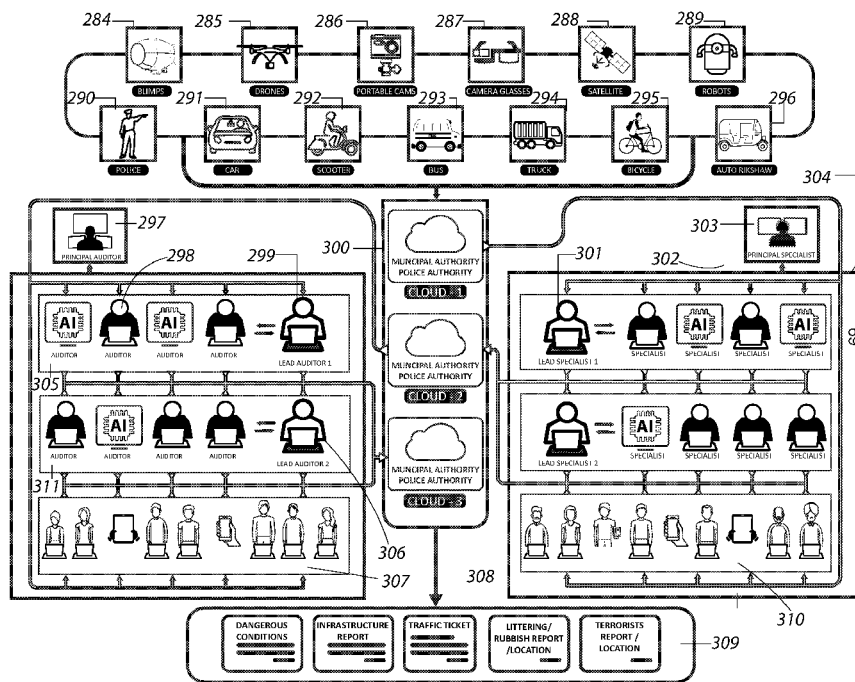 284 285 286 287 288 289
BLIMPS DRONES PORTABLE CAMS CAMERA GLASSES SATELLITE ROBOTS
290 291 292 293 294 295 296
POLICE CAR SCOOTER BUS TRUCK BICYCLE AUTO RIKSHAW
304
297
PRINCIPAL AUDITOR
300
MUNCIPAL AUTHORITY
POLICE AUTHORITY
CLOUD - 1
303
PRINCIPAL SPECIALIST
302
298 299
301
AI AI
AUDITOR AUDITOR AUDITOR AUDITOR LEAD AUDITOR 1
305
MUNCIPAL AUTHORITY
POLICE AUTHORITY
CLOUD - 2
AI AI
LEAD SPECIALIST 1 SPECIALIST SPECIALIST SPECIALIST SPECIALIST
69
AI
AUDITOR AUDITOR AUDITOR AUDITOR LEAD AUDITOR 2
311
MUNCIPAL AUTHORITY
POLICE AUTHORITY
CLOUD - 3
AI
LEAD SPECIALIST 2 SPECIALIST SPECIALIST SPECIALIST SPECIALIST
306
307
308
310
DANGEROUS
CONDITIONS
INFRASTRUCTURE
REPORT
TRAFFIC TICKET
LITTERING/
RUBBISH REPORT
/LOCATION
TERRORISTS
REPORT /
LOCATION
309